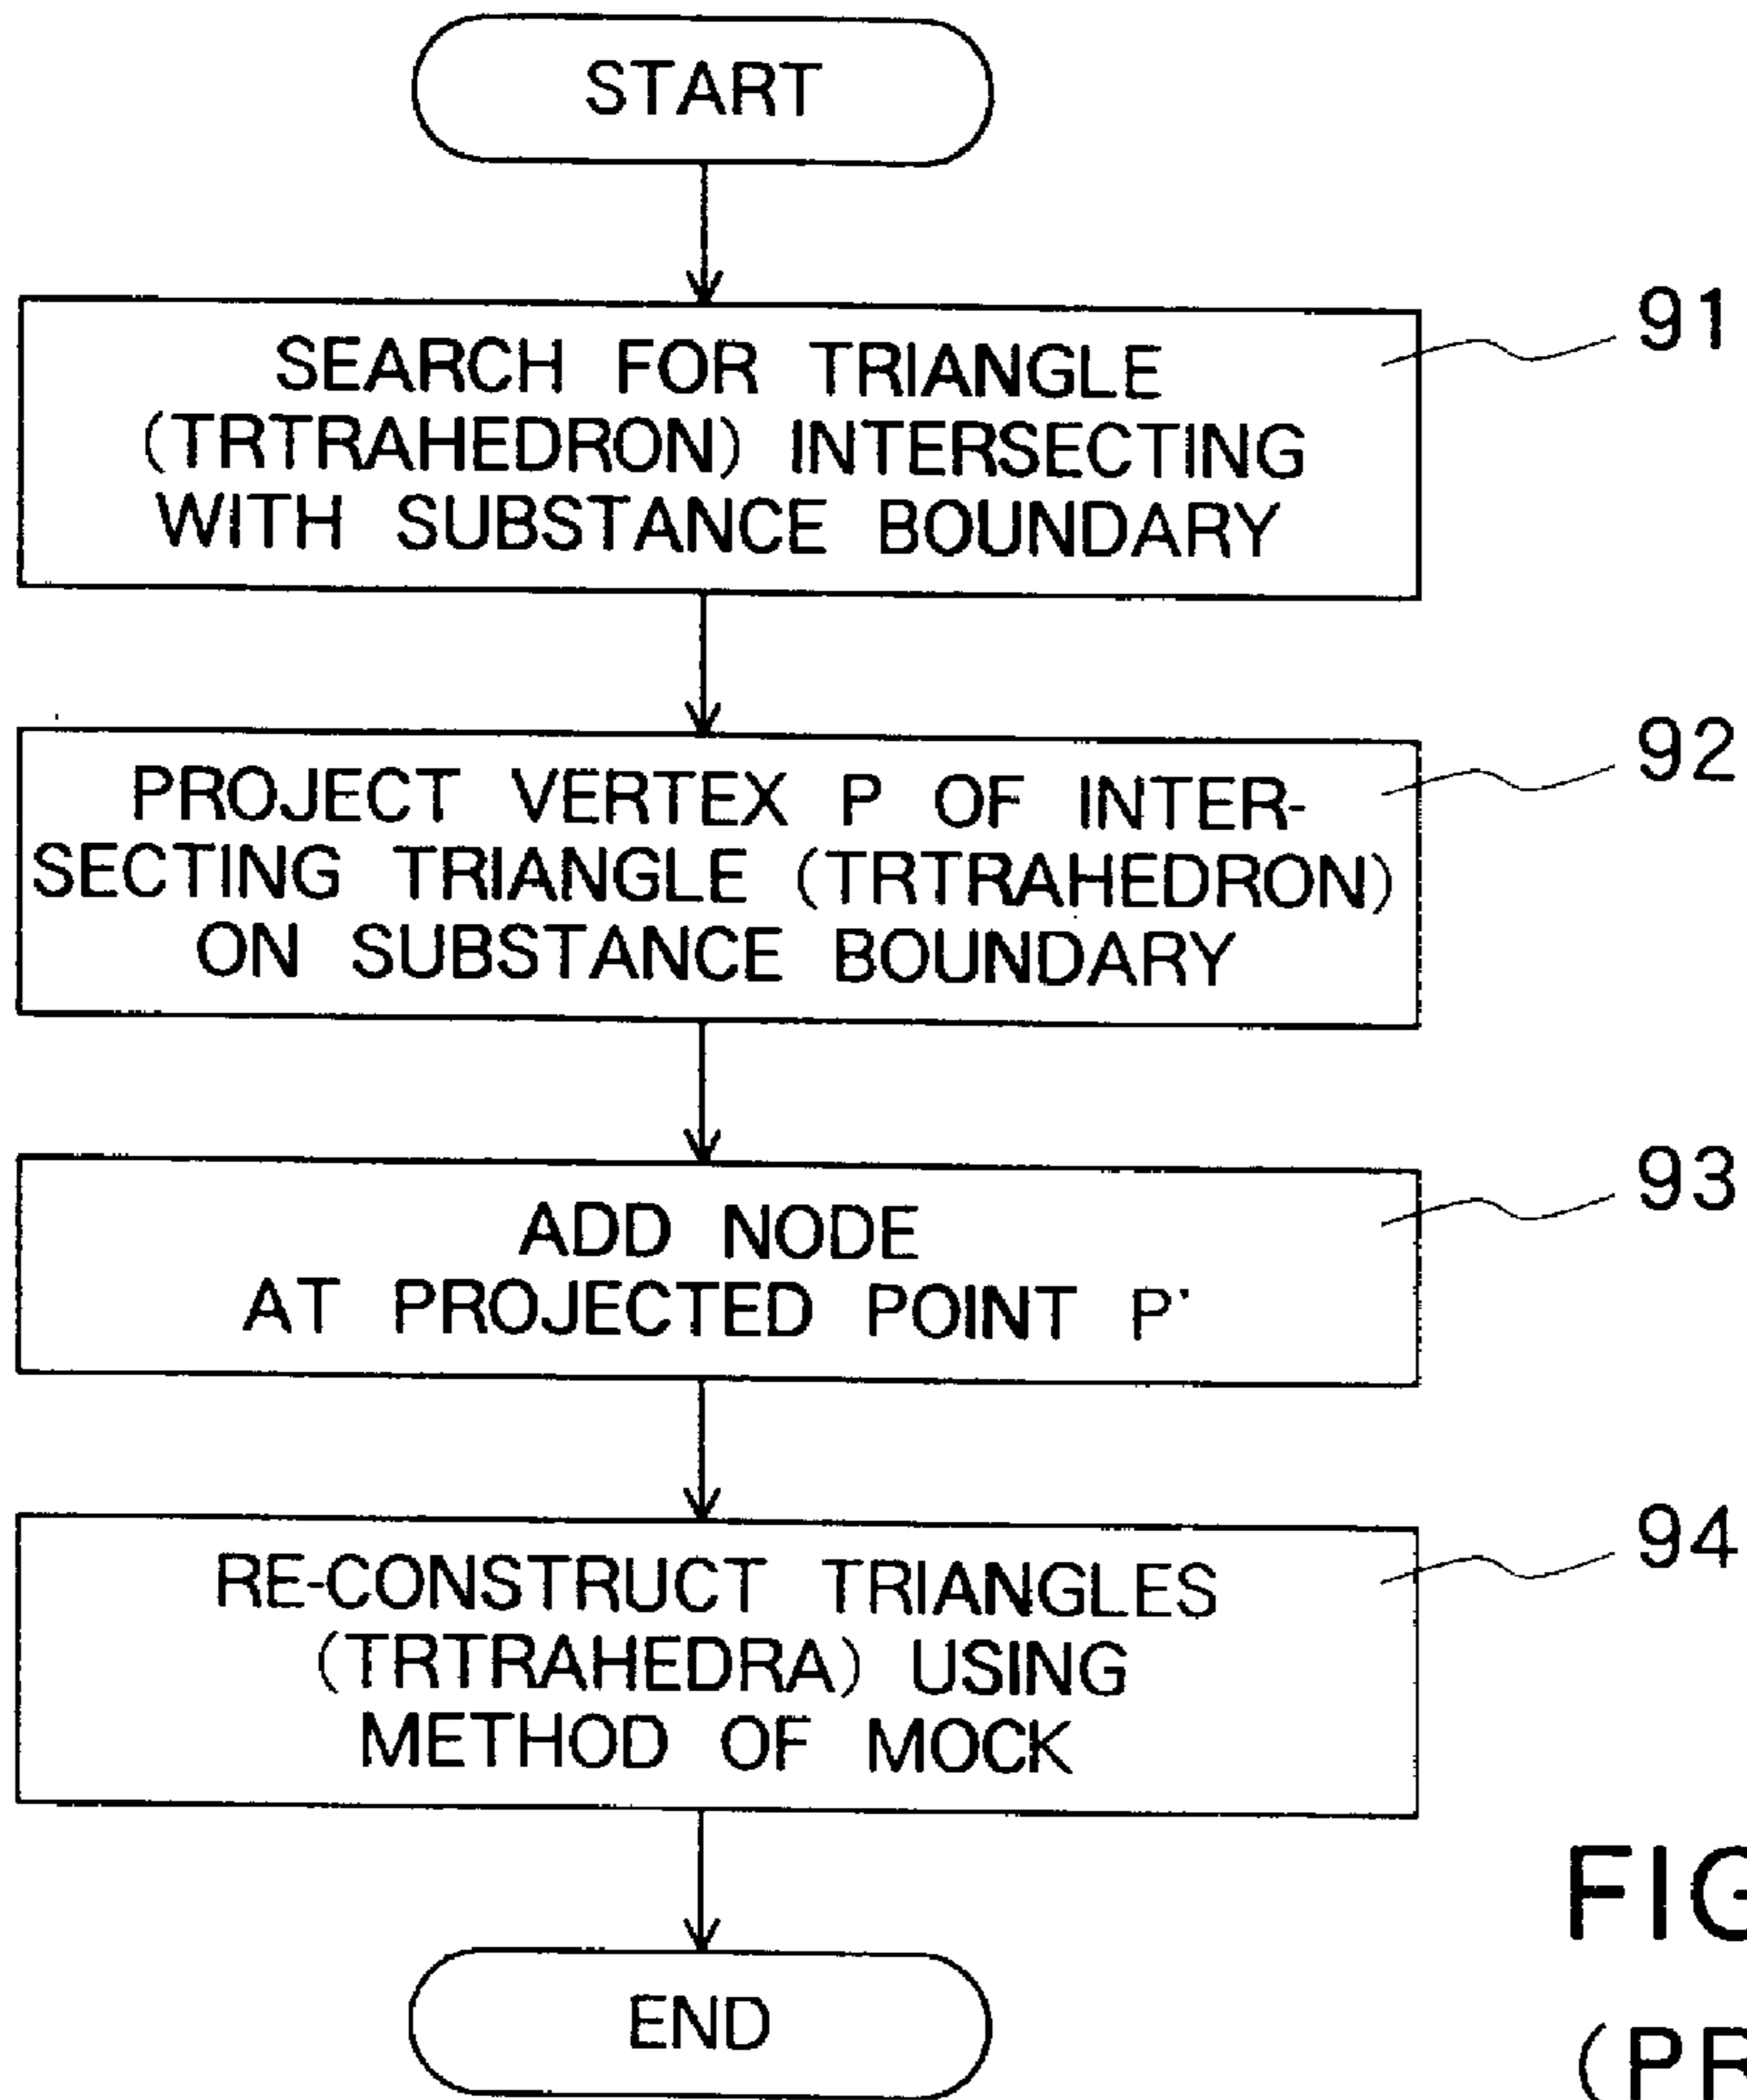 START
SEARCH FOR TRIANGLE
(TRTRAHEDRON) INTERSECTING
WITH SUBSTANCE BOUNDARY
91
PROJECT VERTEX P OF INTER-
SECTING TRIANGLE (TRTRAHEDRON)
ON SUBSTANCE BOUNDARY
92
ADD NODE
AT PROJECTED POINT P'
93
RE-CONSTRUCT TRIANGLES
(TRTRAHEDRA) USING
METHOD OF MOCK
94
END